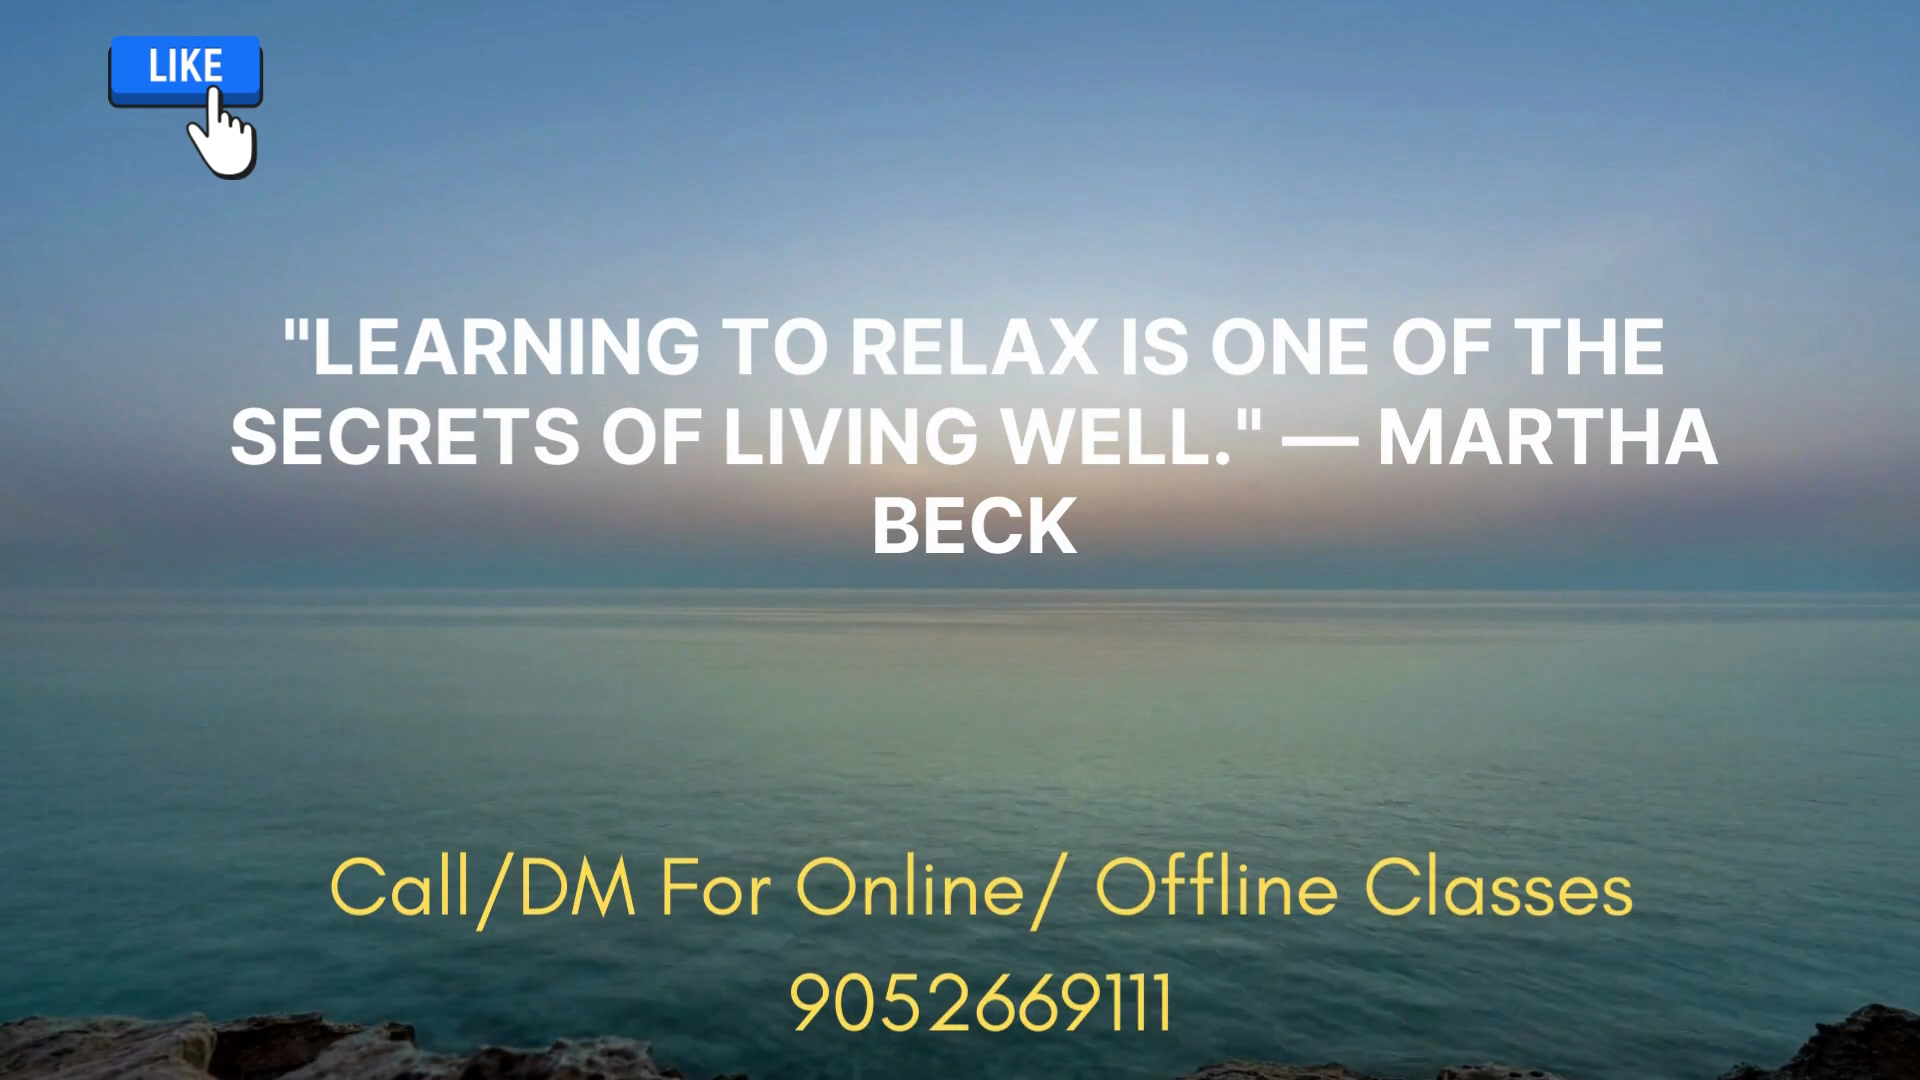 LIKE
"LEARNING TO RELAX IS ONE OF THE
SECRETS OF LIVING WELL." — MARTHA
BECK
Call/DM For Online/ Offline Classes
9052669111